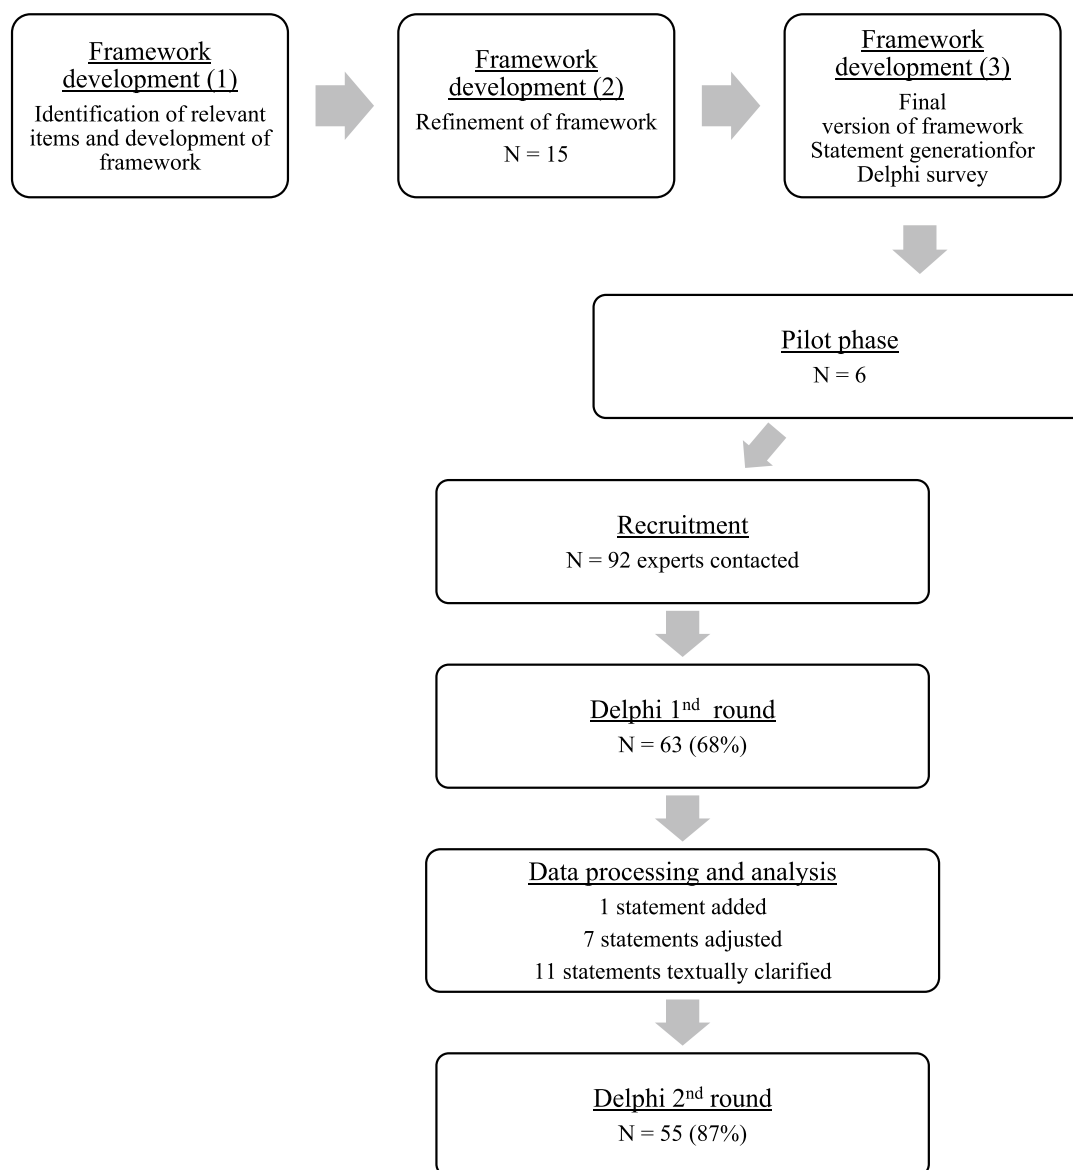 Framework
development (1)
Identification of relevant
items and development of
framework
Framework
development (2)
Refinement of framework
N = 15
Framework
development (3)
Final
version of framework
Statement generationfor
Delphi survey
Pilot phase
N = 6
Recruitment
N = 92 experts contacted
Delphi 1nd round
N = 63 (68%)
Data processing and analysis
1 statement added
7 statements adjusted
11 statements textually clarified
Delphi 2nd round
N = 55 (87%)